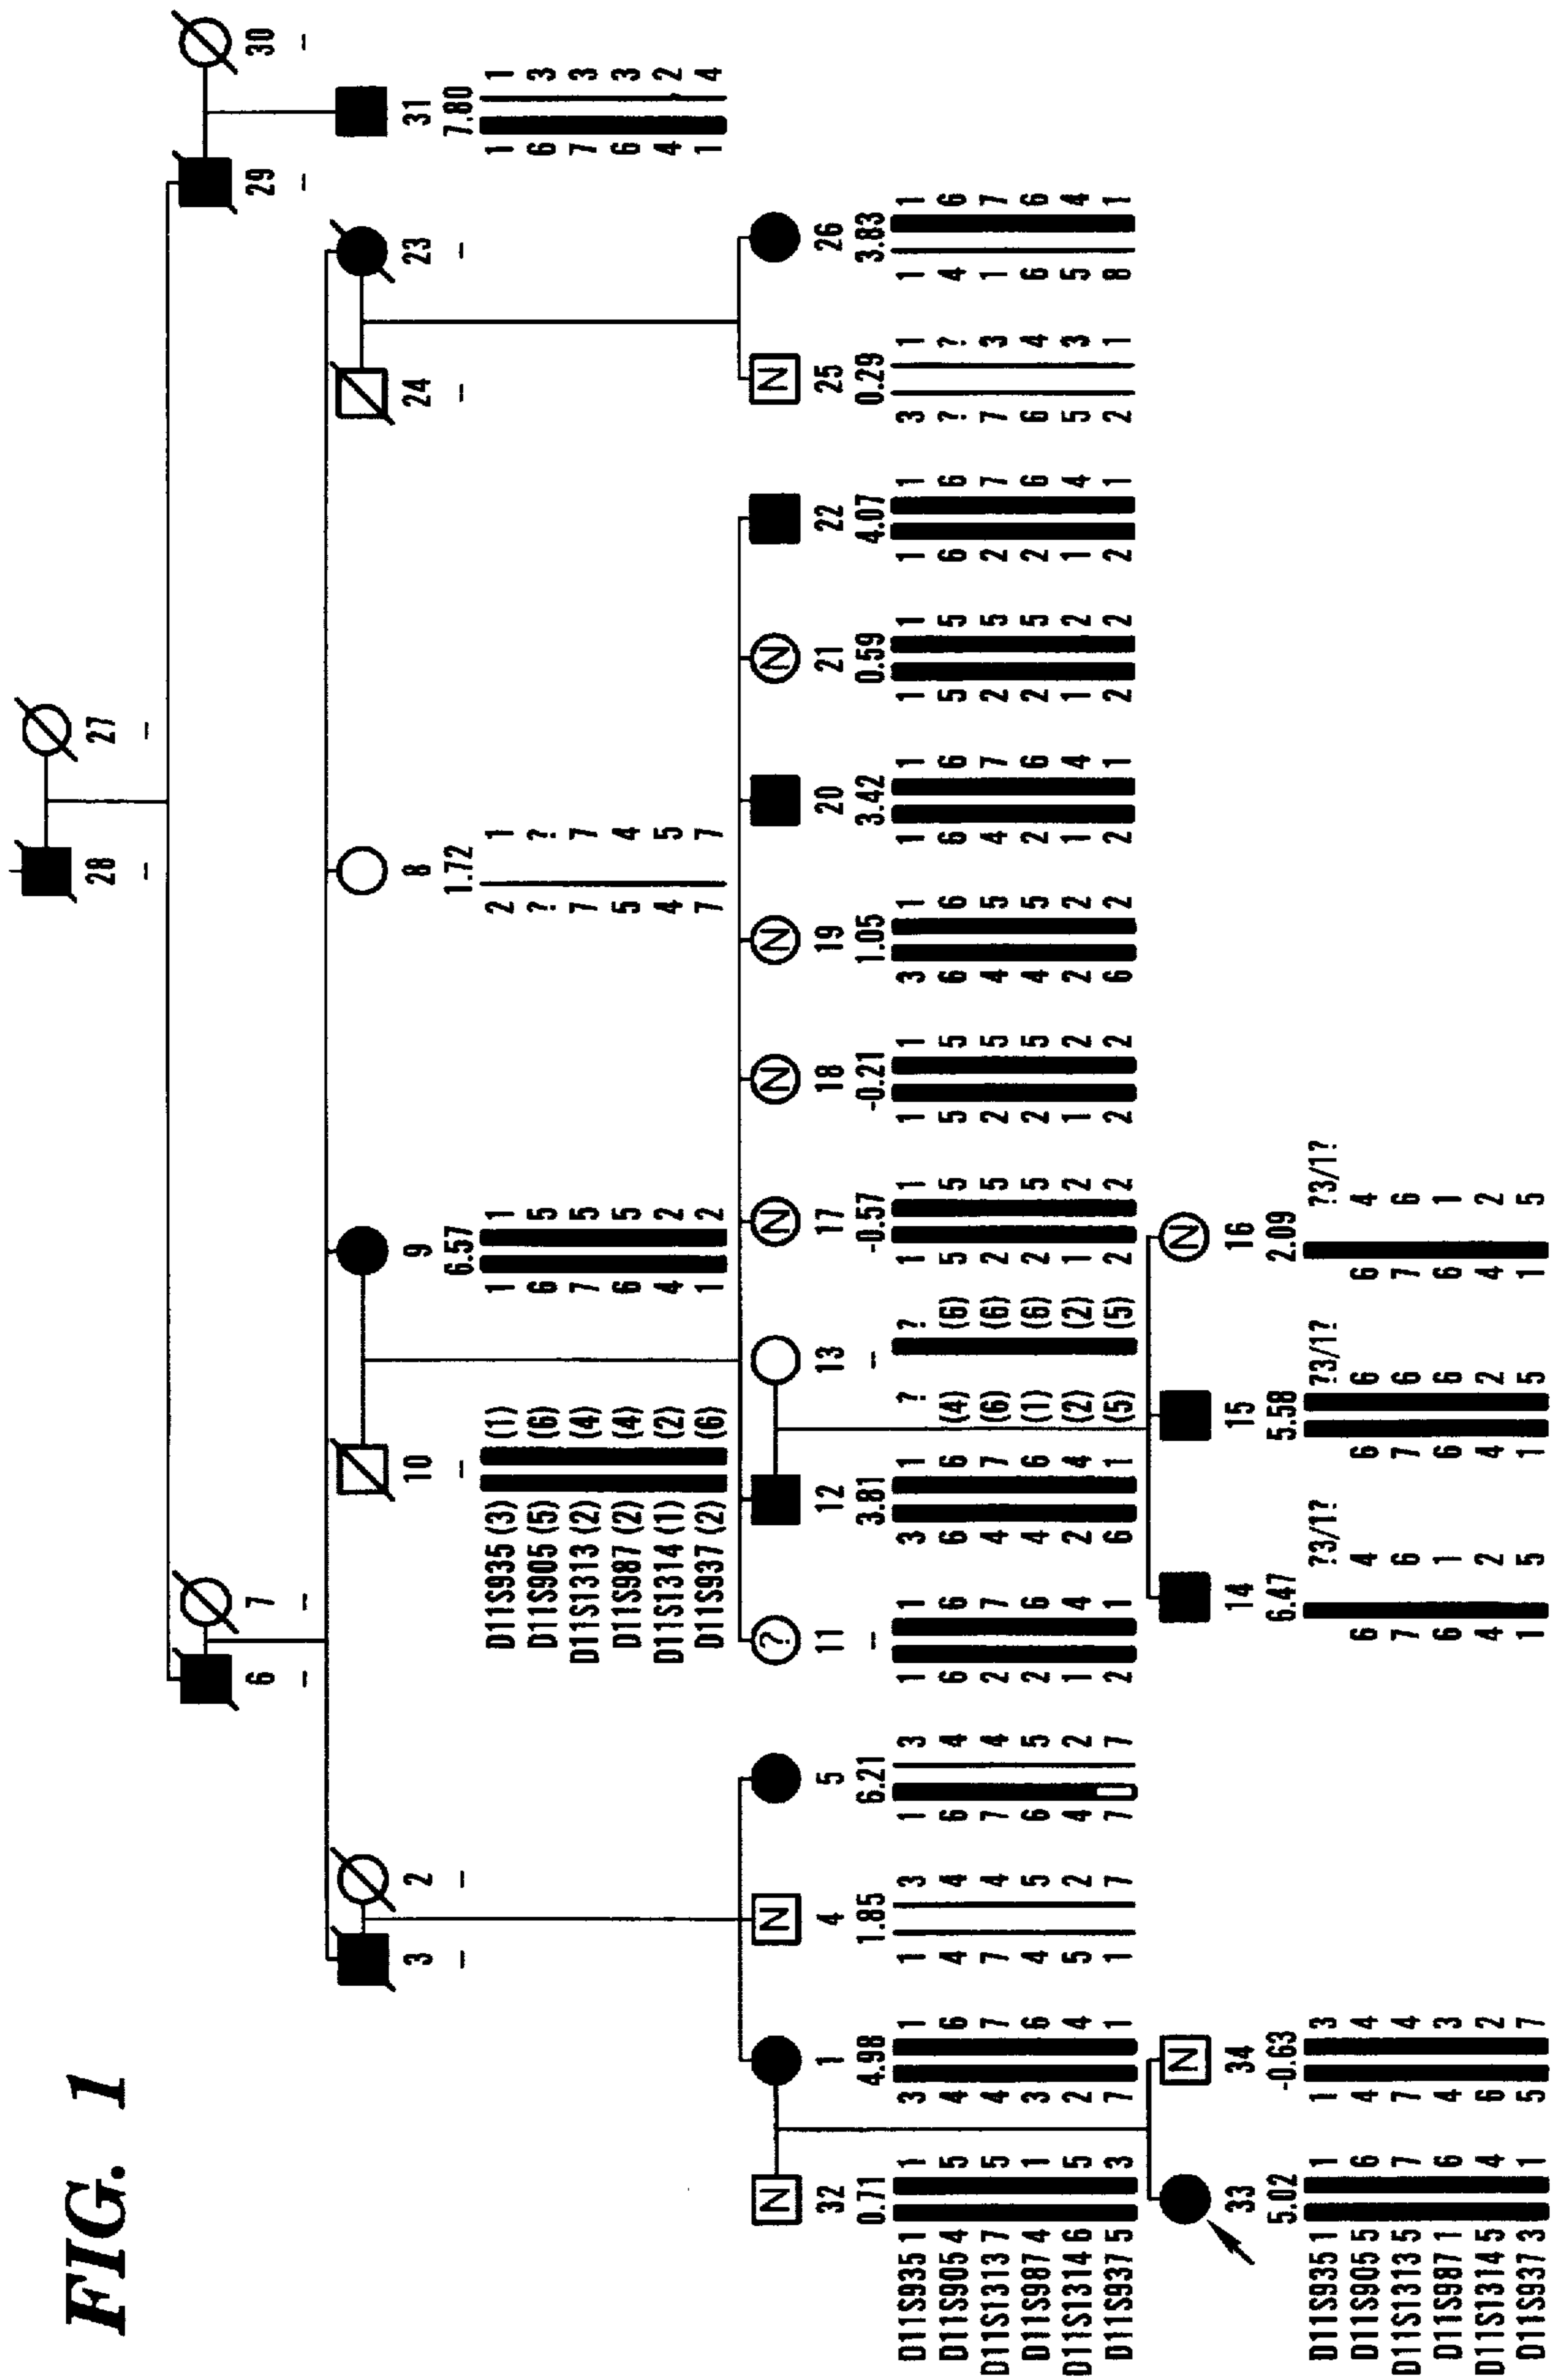 FIG. 1
28 27
– –
6 7 29 30
– – – –
3 2 10 9 8 24 23 31
– – – 6.57 1.72 – – 7.80
D11S935 (3) (1) 1 1 2 1 1 1
D11S905 (5) (6) 6 5 ? ? 6 3
D11S1313 (2) (4) 7 5 7 7 7 3
D11S987 (2) (4) 6 5 5 4 6 3
D11S1314 (1) (2) 4 2 4 5 4 2
D11S937 (2) (6) 1 2 7 7 1 4
N N ? N N N N N
32 1 4 5 11 12 13 17 18 19 20 21 22 25 26
0.71 4.98 1.85 6.21 – 3.81 – -0.57 -0.21 1.05 3.42 0.59 4.07 0.29 3.83
D11S935 1 1 3 1 1 3 1 3 1 1 3 1 ? ? 1 1 1 1 3 1 1 1 1 1 1 1 3 1 1 1
D11S905 4 5 4 6 4 4 6 4 6 6 6 6 (4) (6) 5 5 5 5 6 6 6 6 5 5 6 6 ? ? 4 6
D11S1313 7 5 4 7 7 4 7 4 2 7 4 7 (6) (6) 2 5 2 5 4 5 4 7 2 5 2 7 7 3 1 7
D11S987 4 1 3 6 4 5 6 5 2 6 4 6 (1) (6) 2 5 2 5 4 5 2 6 2 5 2 6 6 4 6 6
D11S1314 6 5 2 4 5 2 4 2 1 4 2 4 (2) (2) 1 2 1 2 2 2 1 4 1 2 1 4 5 3 5 4
D11S937 5 3 7 1 1 7 7 7 2 1 6 1 (5) (5) 2 2 2 2 6 2 2 1 2 2 2 1 2 1 8 1
N N
33 34 14 15 16
5.02 -0.63 6.47 5.58 2.09
D11S935 1 1 1 3 ?3/1? ?3/1? ?3/1?
D11S905 5 6 4 4 6 4 6 6 6 4
D11S1313 5 7 7 4 7 6 7 6 7 6
D11S987 1 6 4 3 6 1 6 6 6 1
D11S1314 5 4 6 2 4 2 4 2 4 2
D11S937 3 1 5 7 1 5 1 5 1 5